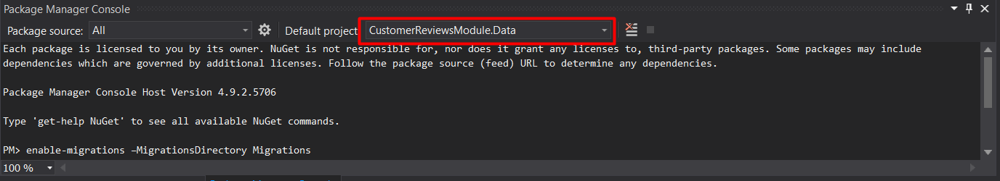 Package Manager Console
Package source: All Default project CustomerReviewsModule.Data
Each package is licensed to you by its owner. NuGet is not responsible for, nor does it grant any licenses to, third-party packages. Some packages may include
dependencies which are governed by additional licenses. Follow the package source (feed) URL to determine any dependencies.
Package Manager Console Host Version 4.9.2.5706
Type 'get-help NuGet' to see all available NuGet commands.
PM> enable-migrations –MigrationsDirectory Migrations
100 %